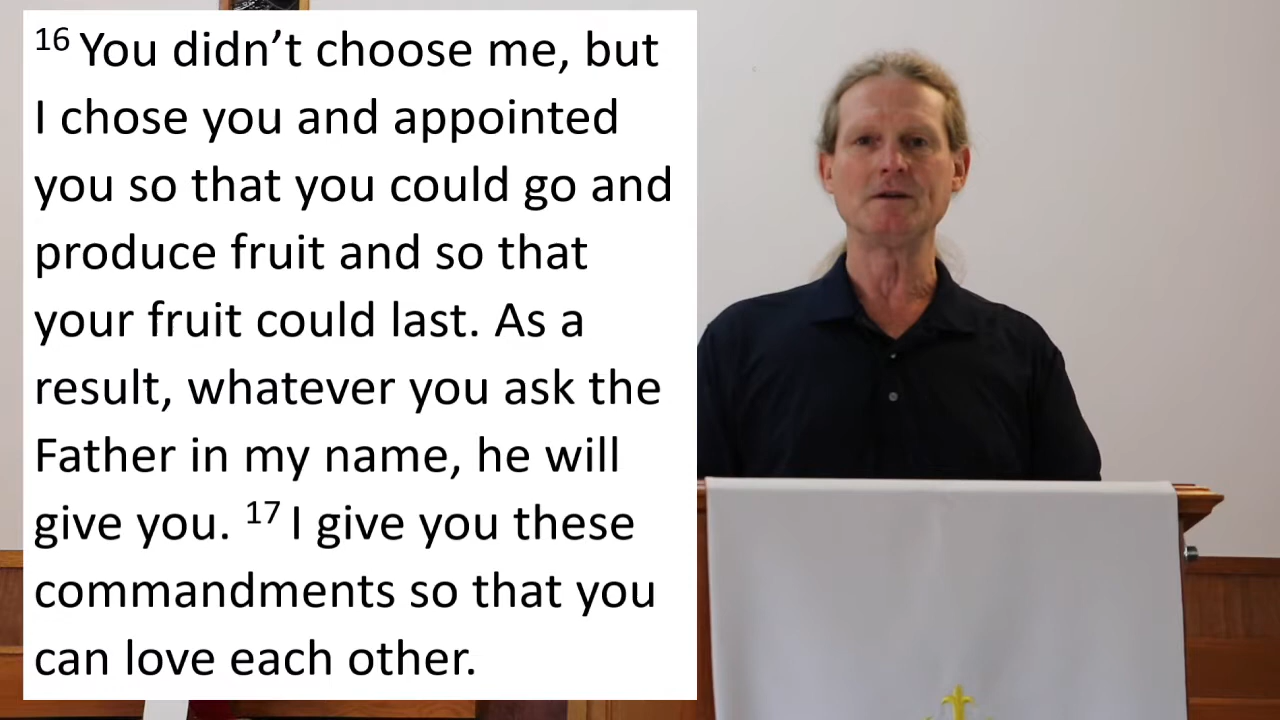 16 You didn’t choose me, but
I chose you and appointed
you so that you could go and
produce fruit and so that
your fruit could last. As a
result, whatever you ask the
Father in my name, he will
give you. 17 I give you these
commandments so that you
can love each other.